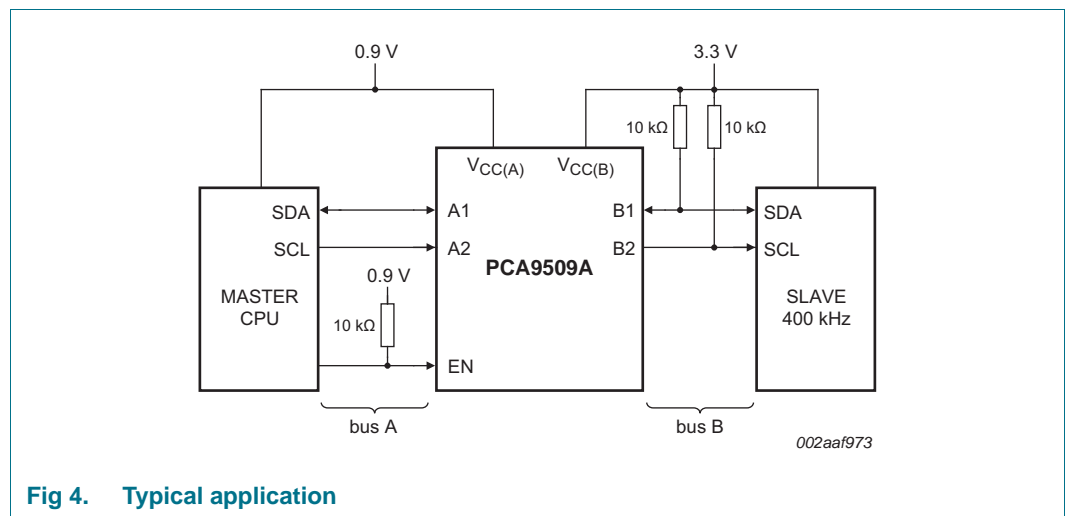 0.9 V
3.3 V
10 kΩ
10 kΩ
VCC(A)
VCC(B)
SDA
A1
B1
SDA
SCL
A2
B2
SCL
PCA9509A
0.9 V
MASTER
CPU
SLAVE
400 kHz
10 kΩ
EN
bus A
bus B
002aaf973
Fig 4. Typical application